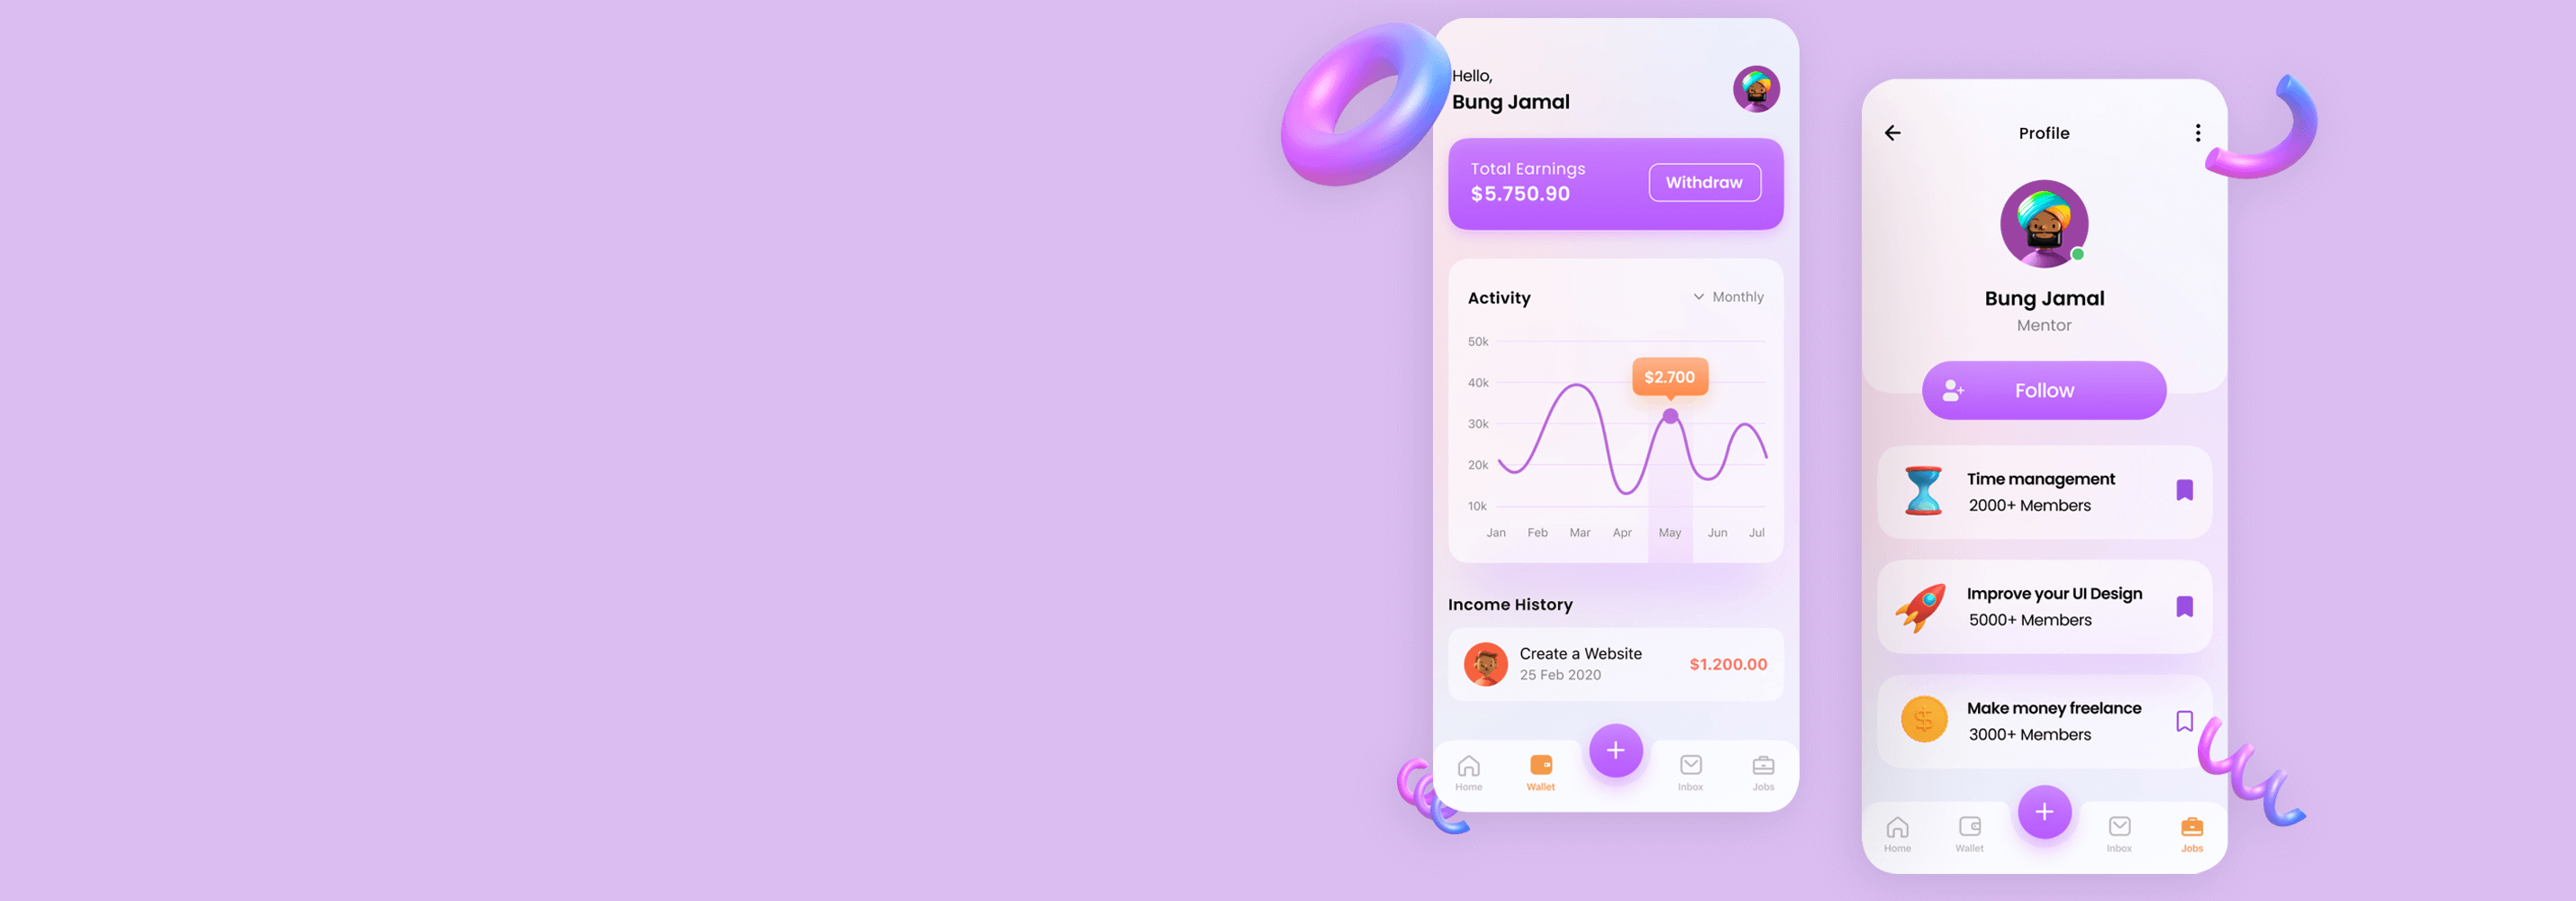 Hello,
Bung Jamal
Total Earnings
$5.750.90
Withdraw
Activity
Monthly
50k
40k
30k
20k
10k
$2.700
Jan Feb Mar Apr May Jun Jul
Income History
Create a Website
25 Feb 2020
$1.200.00
Home Wallet Inbox Jobs
Profile
Bung Jamal
Mentor
Follow
Time management
2000+ Members
Improve your UI Design
5000+ Members
$
Make money freelance
3000+ Members
Home Wallet Inbox Jobs